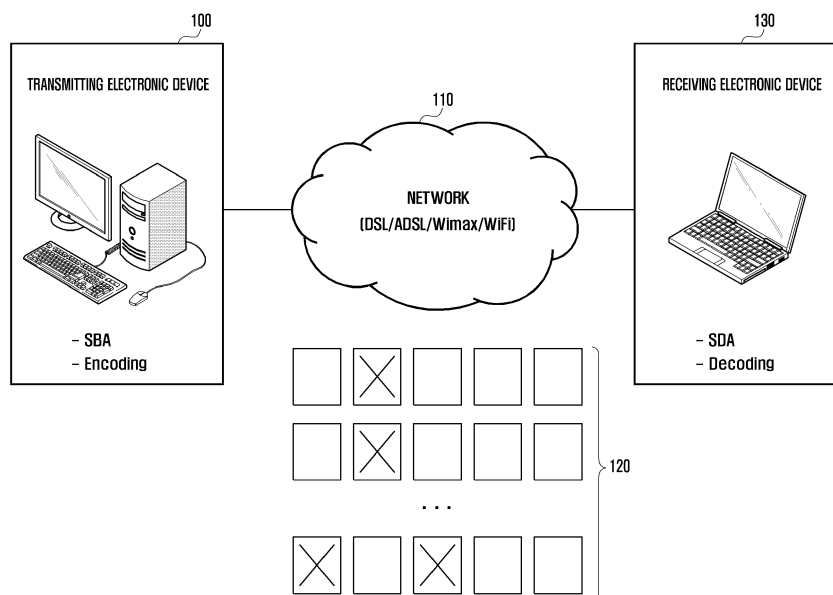 100
130
TRANSMITTING ELECTRONIC DEVICE
110
RECEIVING ELECTRONIC DEVICE
NETWORK
(DSL/ADSL/Wimax/WiFi)
- SBA
- Encoding
- SDA
- Decoding
120
. . .